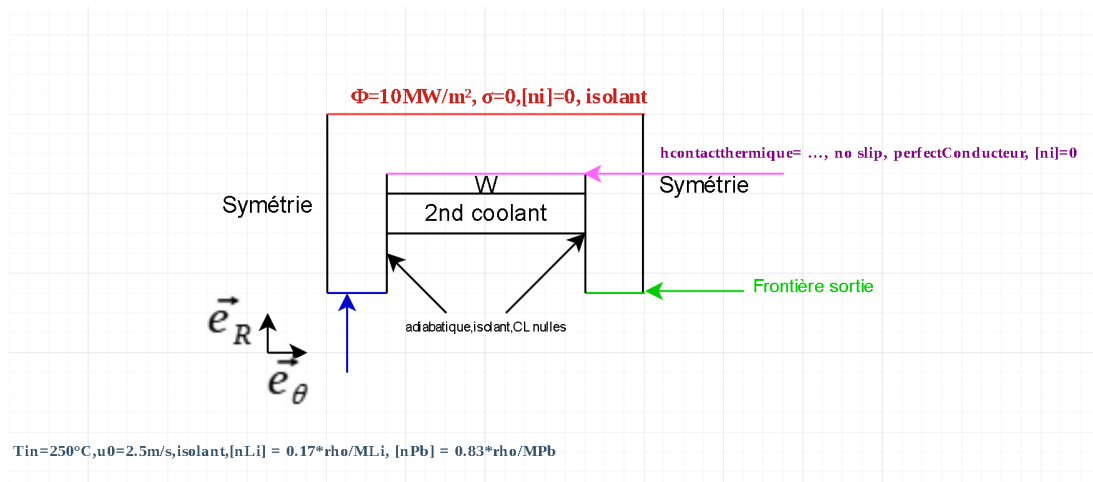 Φ=10MW/m², σ=0,[ni]=0, isolant
hcontactthermique= ..., no slip, perfectConducteur, [ni]=0
W
Symétrie
Symétrie
2nd coolant
Frontière sortie
adiabatique,isolant,CL nulles
e R
e θ
Tin=250°C,u0=2.5m/s,isolant,[nLi] = 0.17*rho/MLi, [nPb] = 0.83*rho/MPb